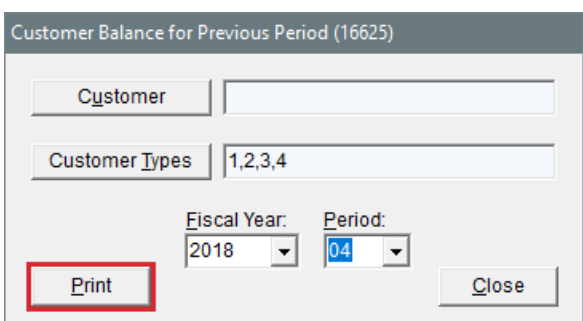 Customer Balance for Previous Period (16625)
Customer
Customer Types 1,2,3,4
Fiscal Year: Period:
2018 04
Print Close